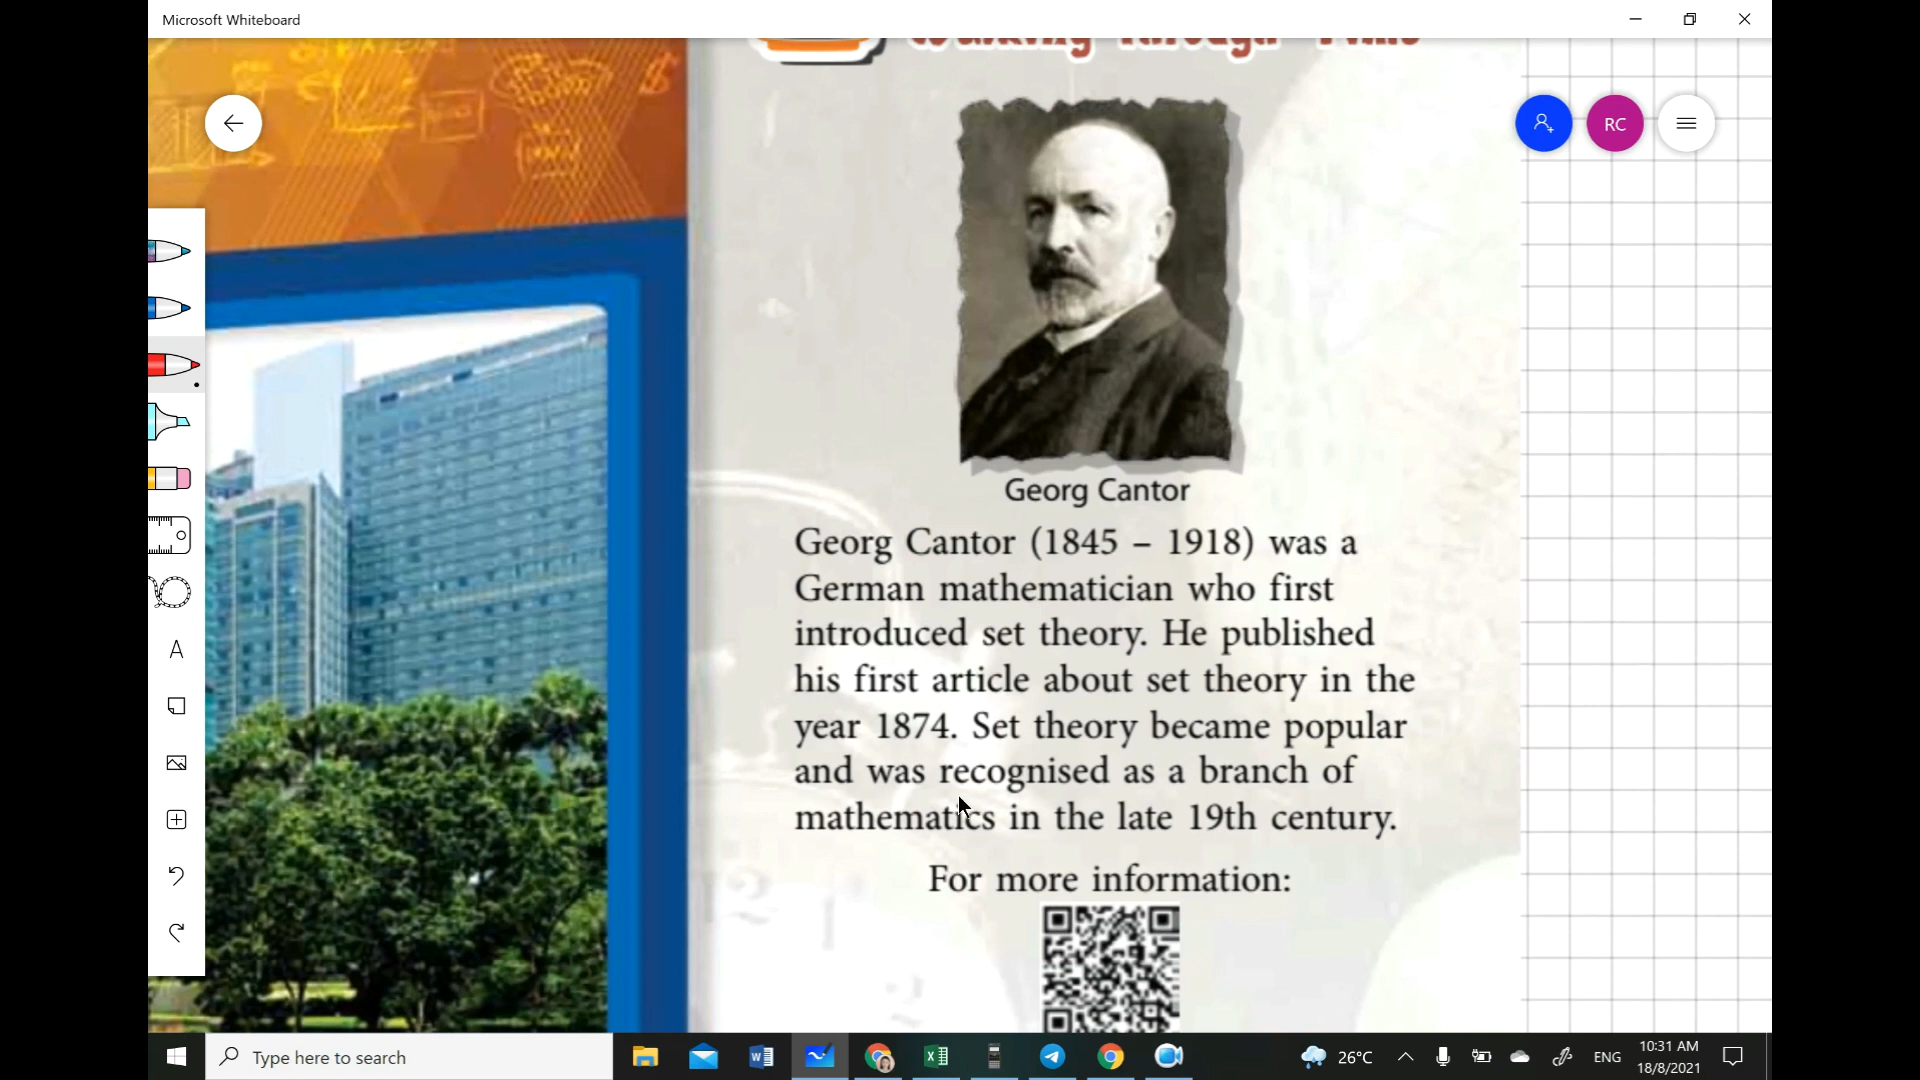 Microsoft Whiteboard
Walking Through Time
RC
Georg Cantor
Georg Cantor (1845 – 1918) was a
German mathematician who first
introduced set theory. He published
his first article about set theory in the
year 1874. Set theory became popular
and was recognised as a branch of
mathematics in the late 19th century.
For more information:
A
Type here to search
26°C
ENG
10:31 AM
18/8/2021